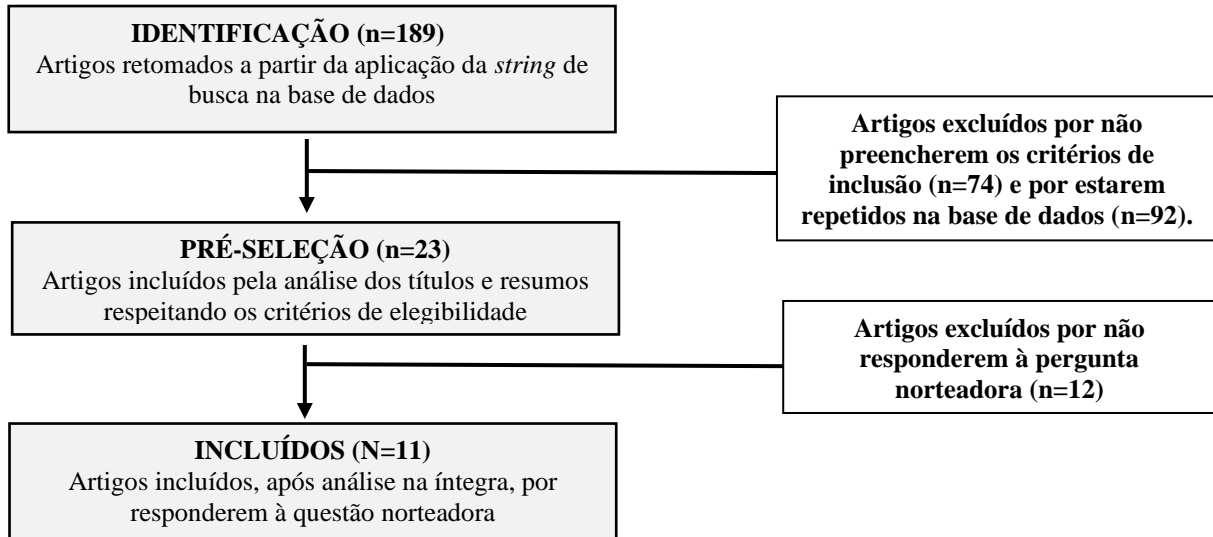 IDENTIFICAÇÃO (n=189)
Artigos retomados a partir da aplicação da string de
busca na base de dados
Artigos excluídos por não
preencherem os critérios de
inclusão (n=74) e por estarem
repetidos na base de dados (n=92).
PRÉ-SELEÇÃO (n=23)
Artigos incluídos pela análise dos títulos e resumos
respeitando os critérios de elegibilidade
Artigos excluídos por não
responderem à pergunta
norteadora (n=12)
INCLUÍDOS (N=11)
Artigos incluídos, após análise na íntegra, por
responderem à questão norteadora